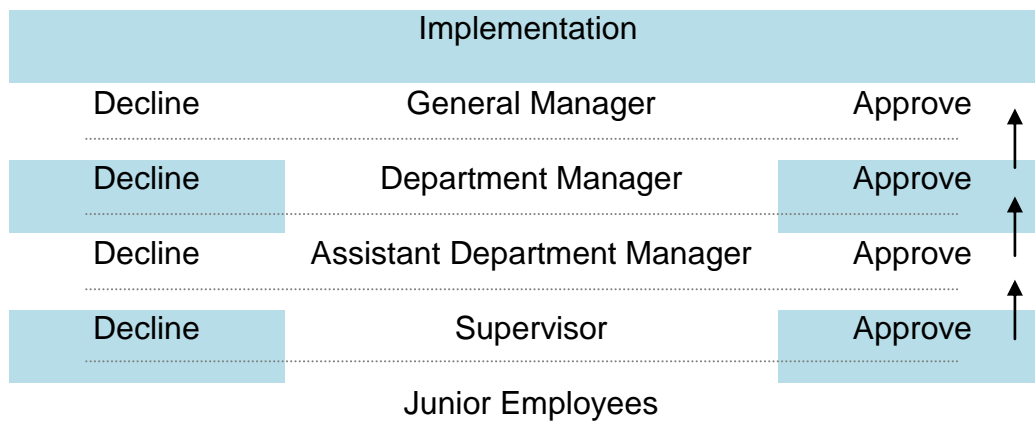 Implementation
Decline General Manager Approve
Decline Department Manager Approve
Decline Assistant Department Manager Approve
Decline Supervisor Approve
Junior Employees